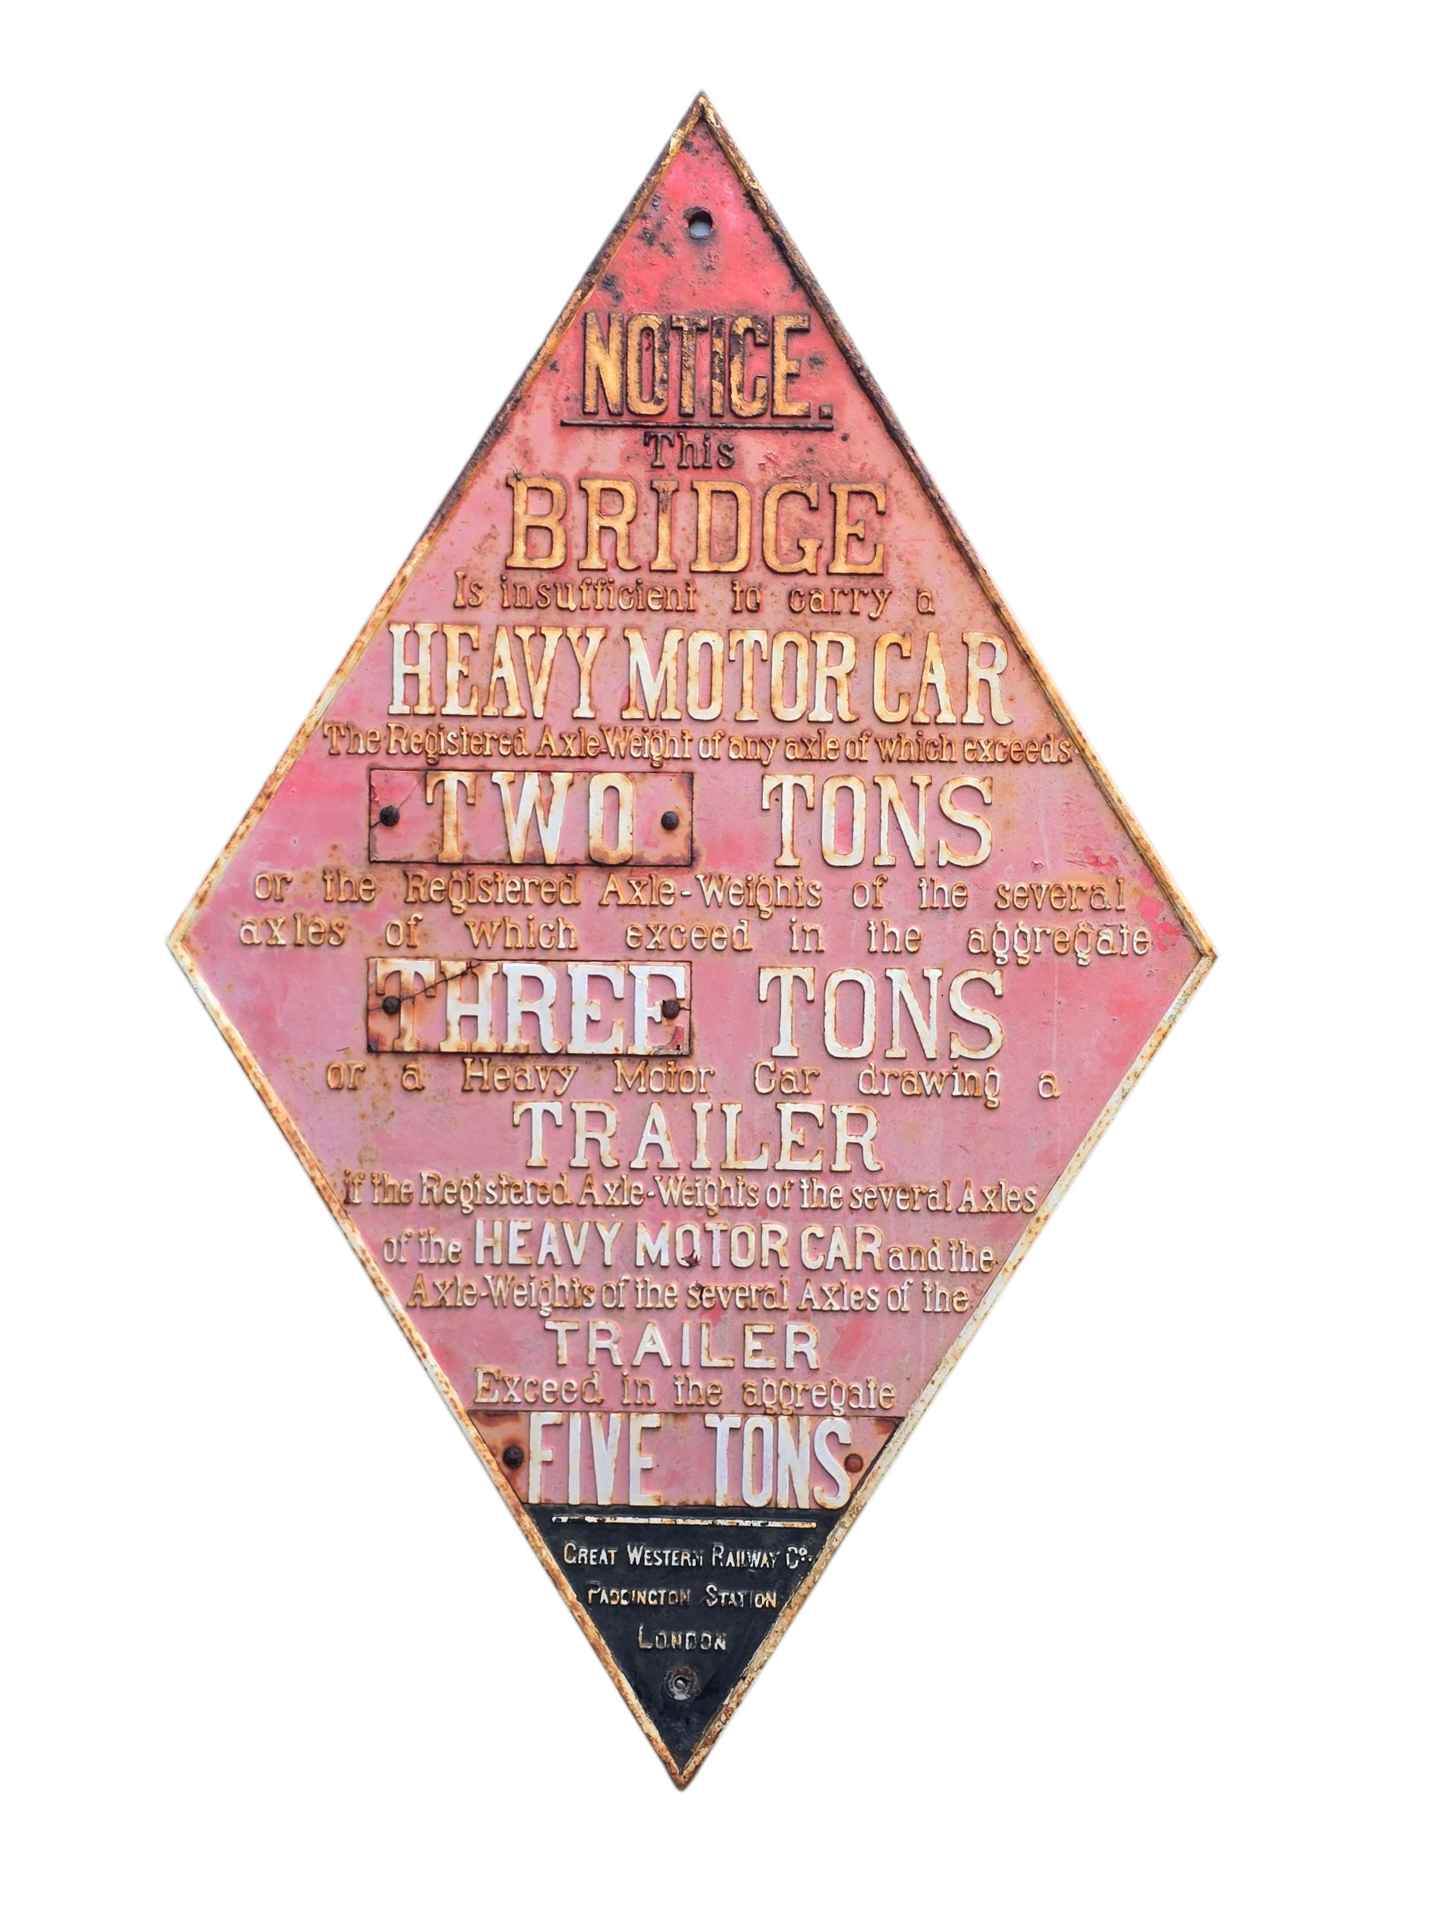 NOTICE.
This
BRIDGE
Is insufficient to carry a
HEAVY MOTOR CAR
The Registered Axle-Weight of any axle of which exceeds
TWO TONS
or the Registered Axle-Weights of the several
axles of which exceed in the aggregate
THREE TONS
or a Heavy Motor Car drawing a
TRAILER
if the Registered Axle-Weights of the several Axles
of the HEAVY MOTOR CAR and the
Axle-Weights of the several Axles of the
TRAILER
Exceed in the aggregate
FIVE TONS
GREAT WESTERN RAILWAY Co.
PADDINGTON STATION
LONDON